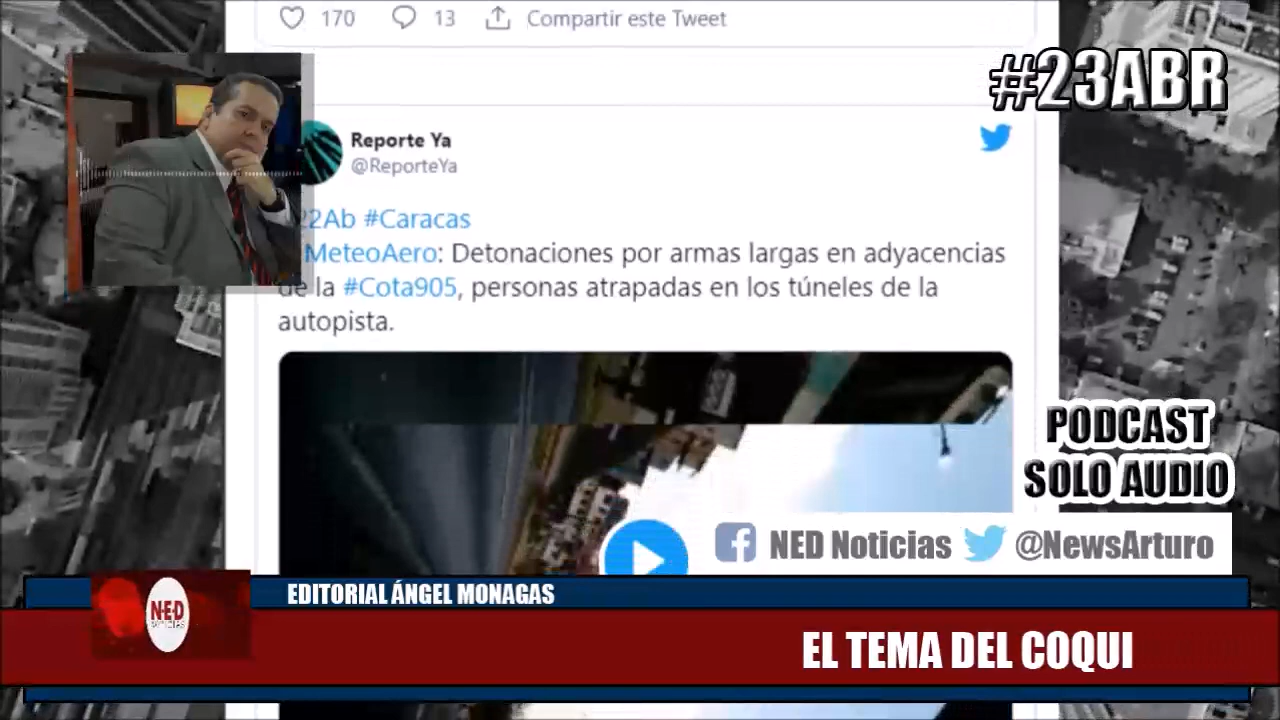 170 13 Compartir este Tweet
#23ABR
Reporte Ya
@ReporteYa
22Ab #Caracas
MeteoAero: Detonaciones por armas largas en adyacencias
de la #Cota905, personas atrapadas en los túneles de la
autopista.
PODCAST
SOLO AUDIO
NED Noticias @NewsArturo
EDITORIAL ÁNGEL MONAGAS
N·E·D
NOTICIAS
EL TEMA DEL COQUI